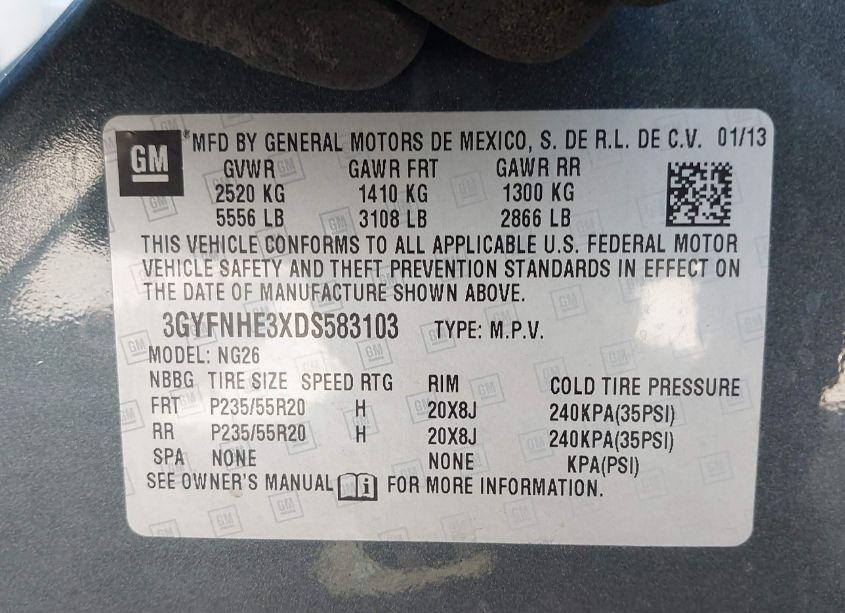 GM
MFD BY GENERAL MOTORS DE MEXICO, S. DE R.L. DE C.V. 01/13
GVWR GAWR FRT GAWR RR
2520 KG 1410 KG 1300 KG
5556 LB 3108 LB 2866 LB
THIS VEHICLE CONFORMS TO ALL APPLICABLE U.S. FEDERAL MOTOR
VEHICLE SAFETY AND THEFT PREVENTION STANDARDS IN EFFECT ON
THE DATE OF MANUFACTURE SHOWN ABOVE.
3GYFNHE3XDS583103 TYPE: M.P.V.
MODEL: NG26
NBBG TIRE SIZE SPEED RTG RIM COLD TIRE PRESSURE
FRT P235/55R20 H 20X8J 240KPA(35PSI)
RR P235/55R20 H 20X8J 240KPA(35PSI)
SPA NONE NONE KPA(PSI)
SEE OWNER'S MANUAL i FOR MORE INFORMATION.